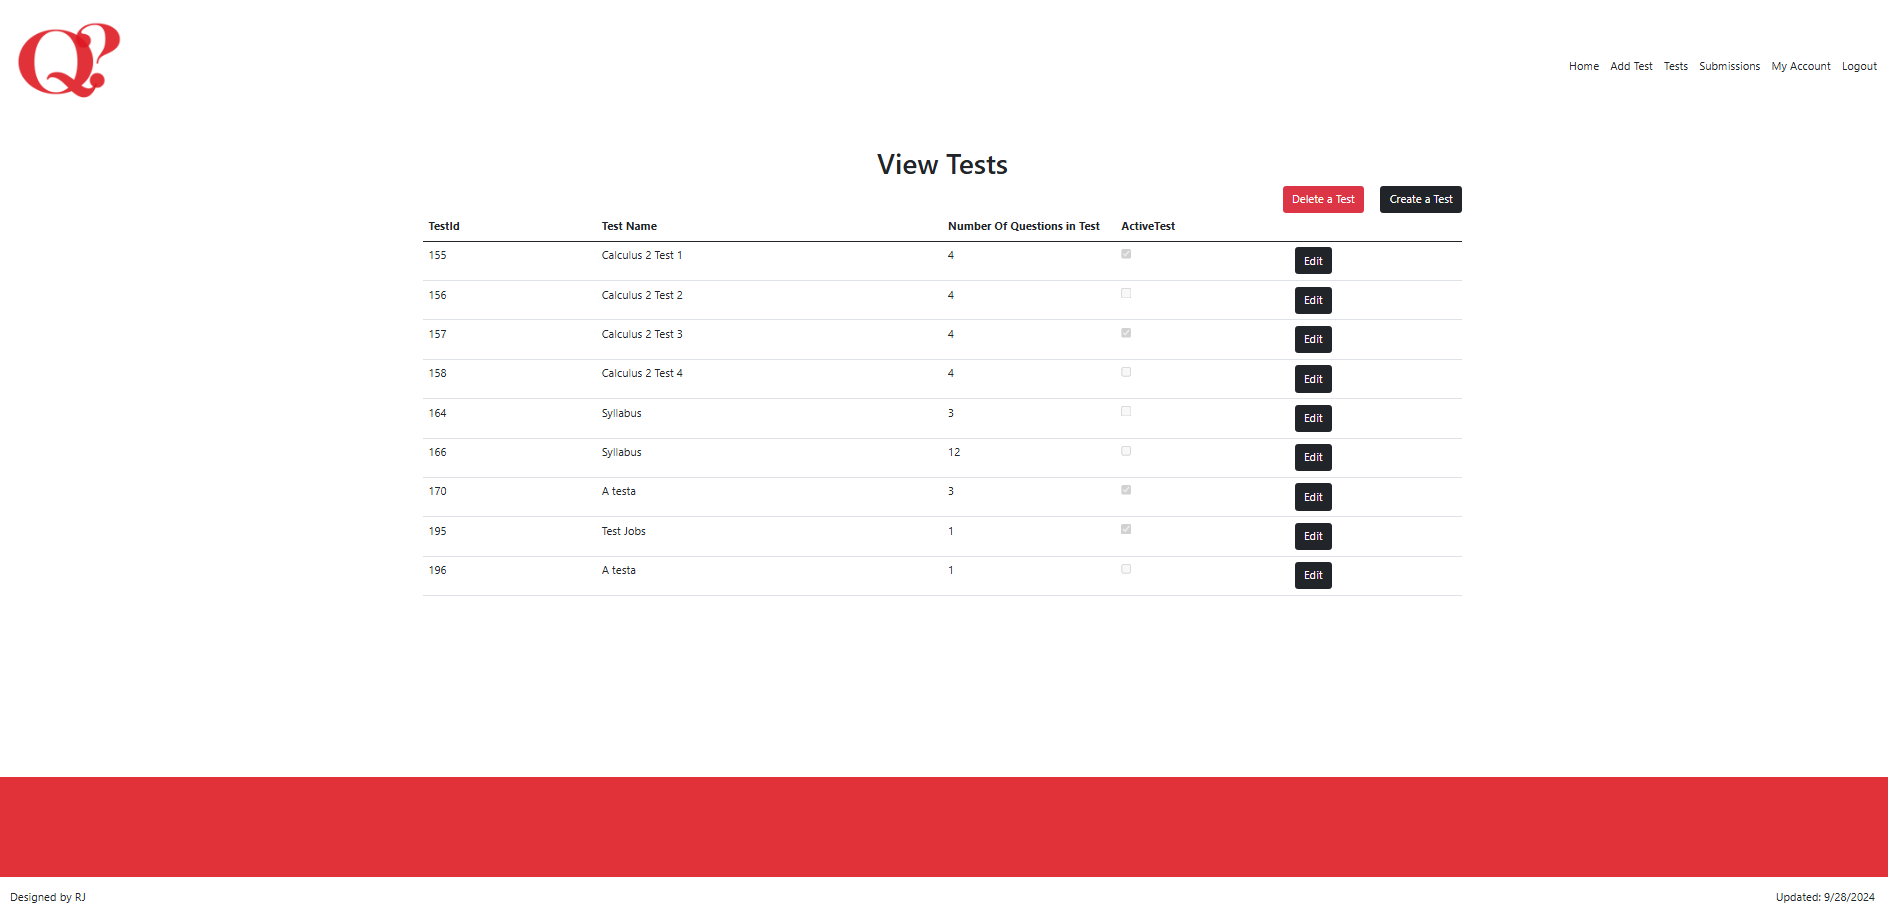 Q?
Home Add Test Tests Submissions My Account Logout
View Tests
Delete a Test Create a Test
TestId Test Name Number Of Questions in Test ActiveTest
155 Calculus 2 Test 1 4 Edit
156 Calculus 2 Test 2 4 Edit
157 Calculus 2 Test 3 4 Edit
158 Calculus 2 Test 4 4 Edit
164 Syllabus 3 Edit
166 Syllabus 12 Edit
170 A testa 3 Edit
195 Test Jobs 1 Edit
196 A testa 1 Edit
Designed by RJ Updated: 9/28/2024